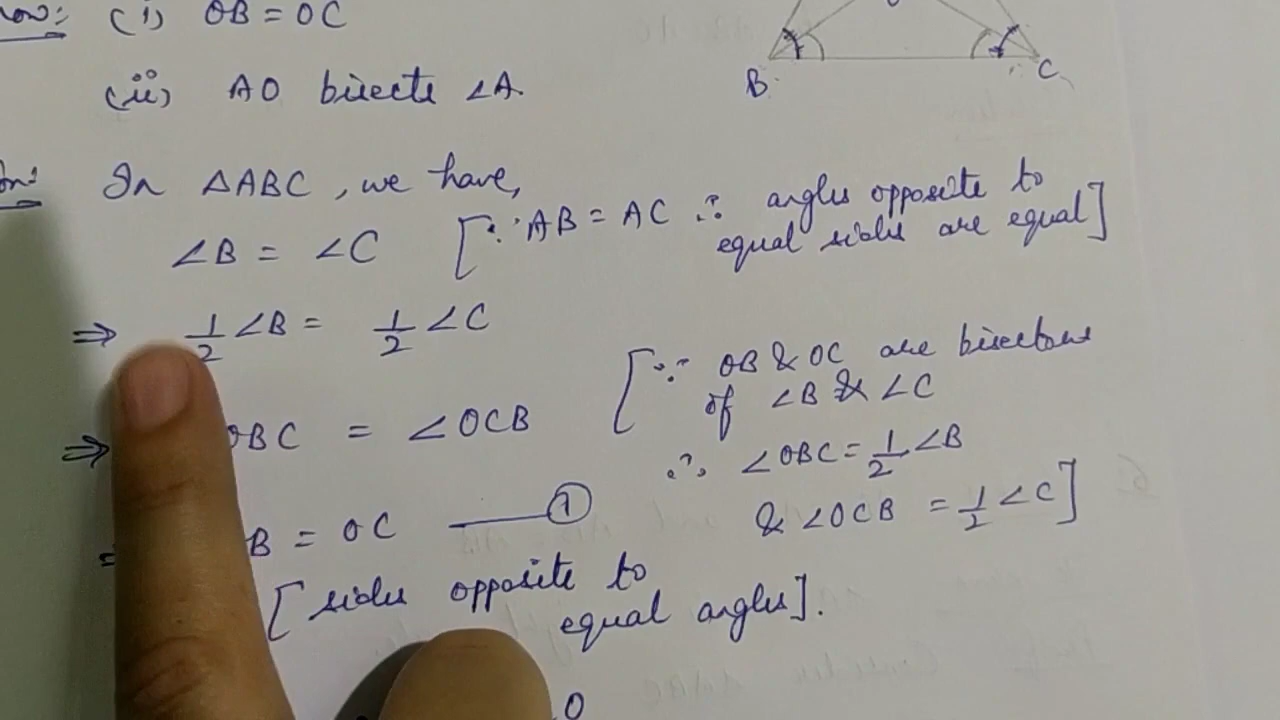 (i) OB = OC
(ii) AO bisects ∠A.
B
C
In △ABC, we have,
∠B = ∠C [∵ AB = AC ∴ angles opposite to
equal sides are equal]
⇒ 1/2 ∠B = 1/2 ∠C
[∵ OB & OC are bisectors
of ∠B & ∠C
⇒ OBC = ∠OCB
∴ ∠OBC = 1/2 ∠B
& ∠OCB = 1/2 ∠C]
B = OC — ①
[sides opposite to
equal angles].
O